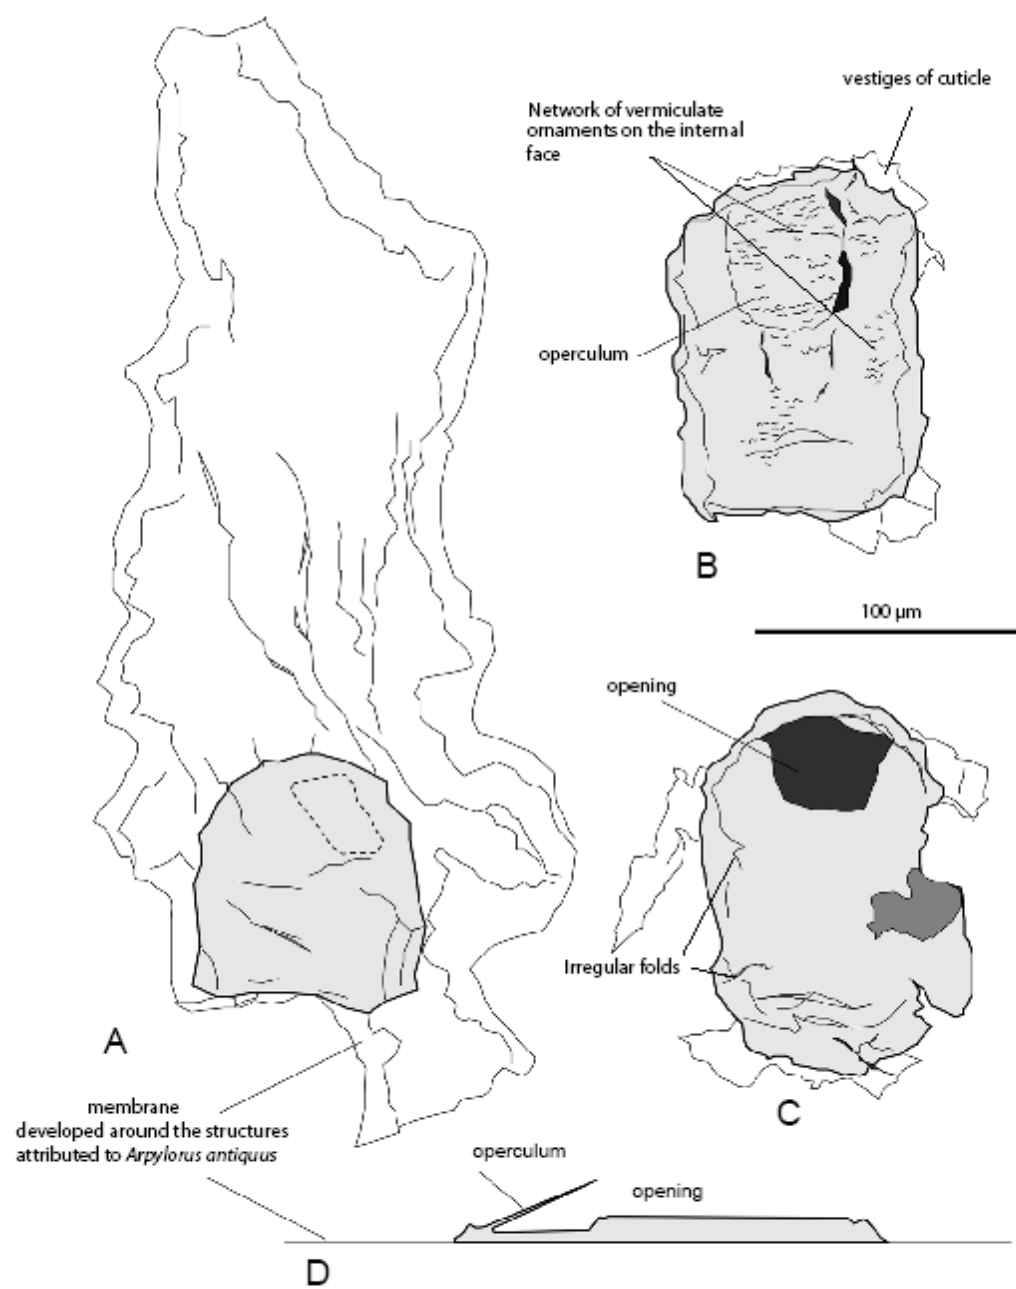 vestiges of cuticle
Network of vermiculate
ornaments on the internal
face
operculum
B
100 µm
opening
Irregular folds
A
C
membrane
developed around the structures
attributed to Arpylorus antiquus
operculum
opening
D